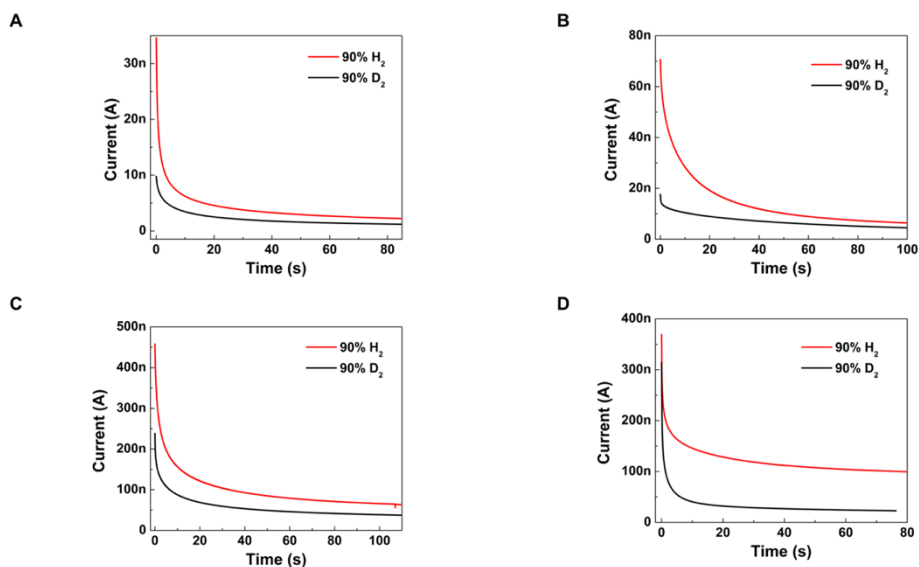 A
30n
20n
10n
0
Current (A)
90% H₂
90% D₂
0 20 40 60 80
Time (s)
B
80n
60n
40n
20n
0n
Current (A)
90% H₂
90% D₂
0 20 40 60 80 100
Time (s)
C
500n
400n
300n
200n
100n
0n
Current (A)
90% H₂
90% D₂
0 20 40 60 80 100
Time (s)
D
400n
300n
200n
100n
0n
Current (A)
90% H₂
90% D₂
0 20 40 60 80
Time (s)